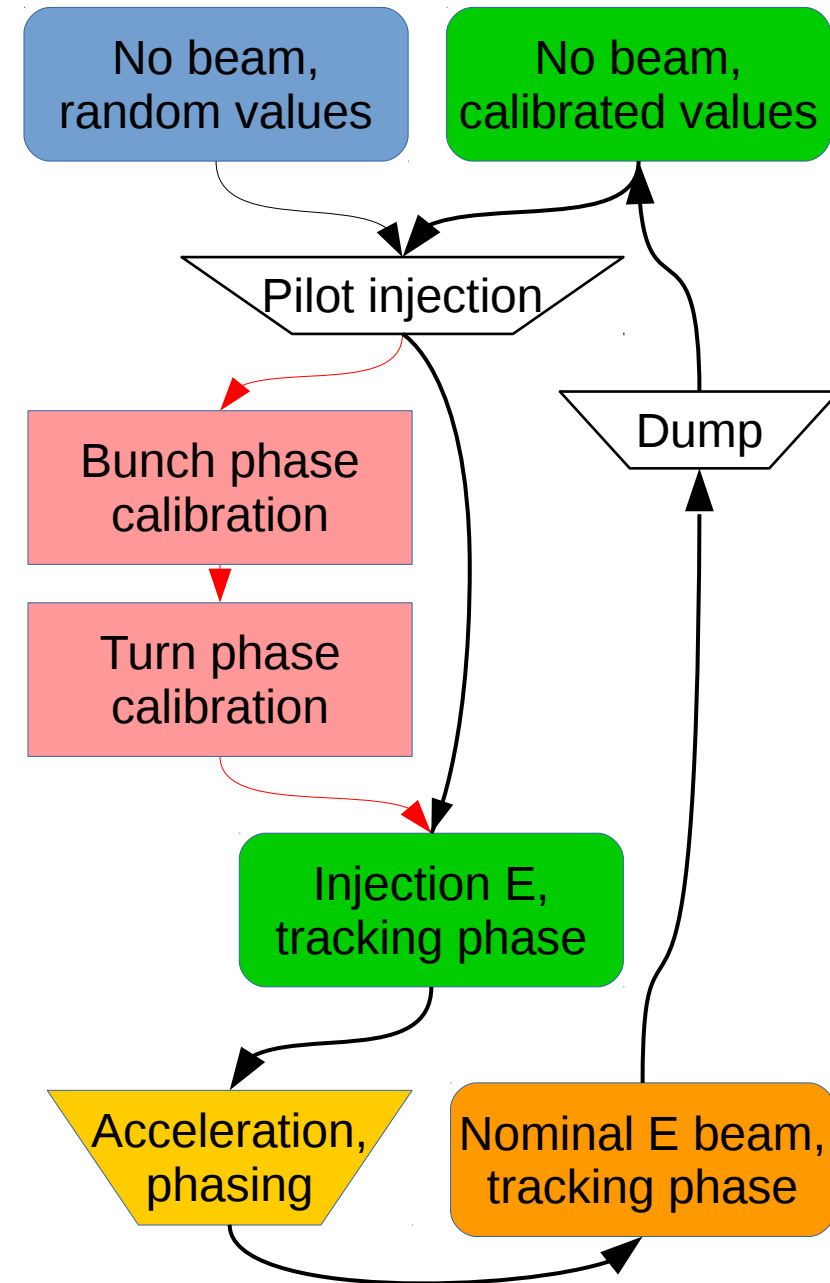 No beam,
random values
No beam,
calibrated values
Pilot injection
Dump
Bunch phase
calibration
Turn phase
calibration
Injection E,
tracking phase
Acceleration,
phasing
Nominal E beam,
tracking phase